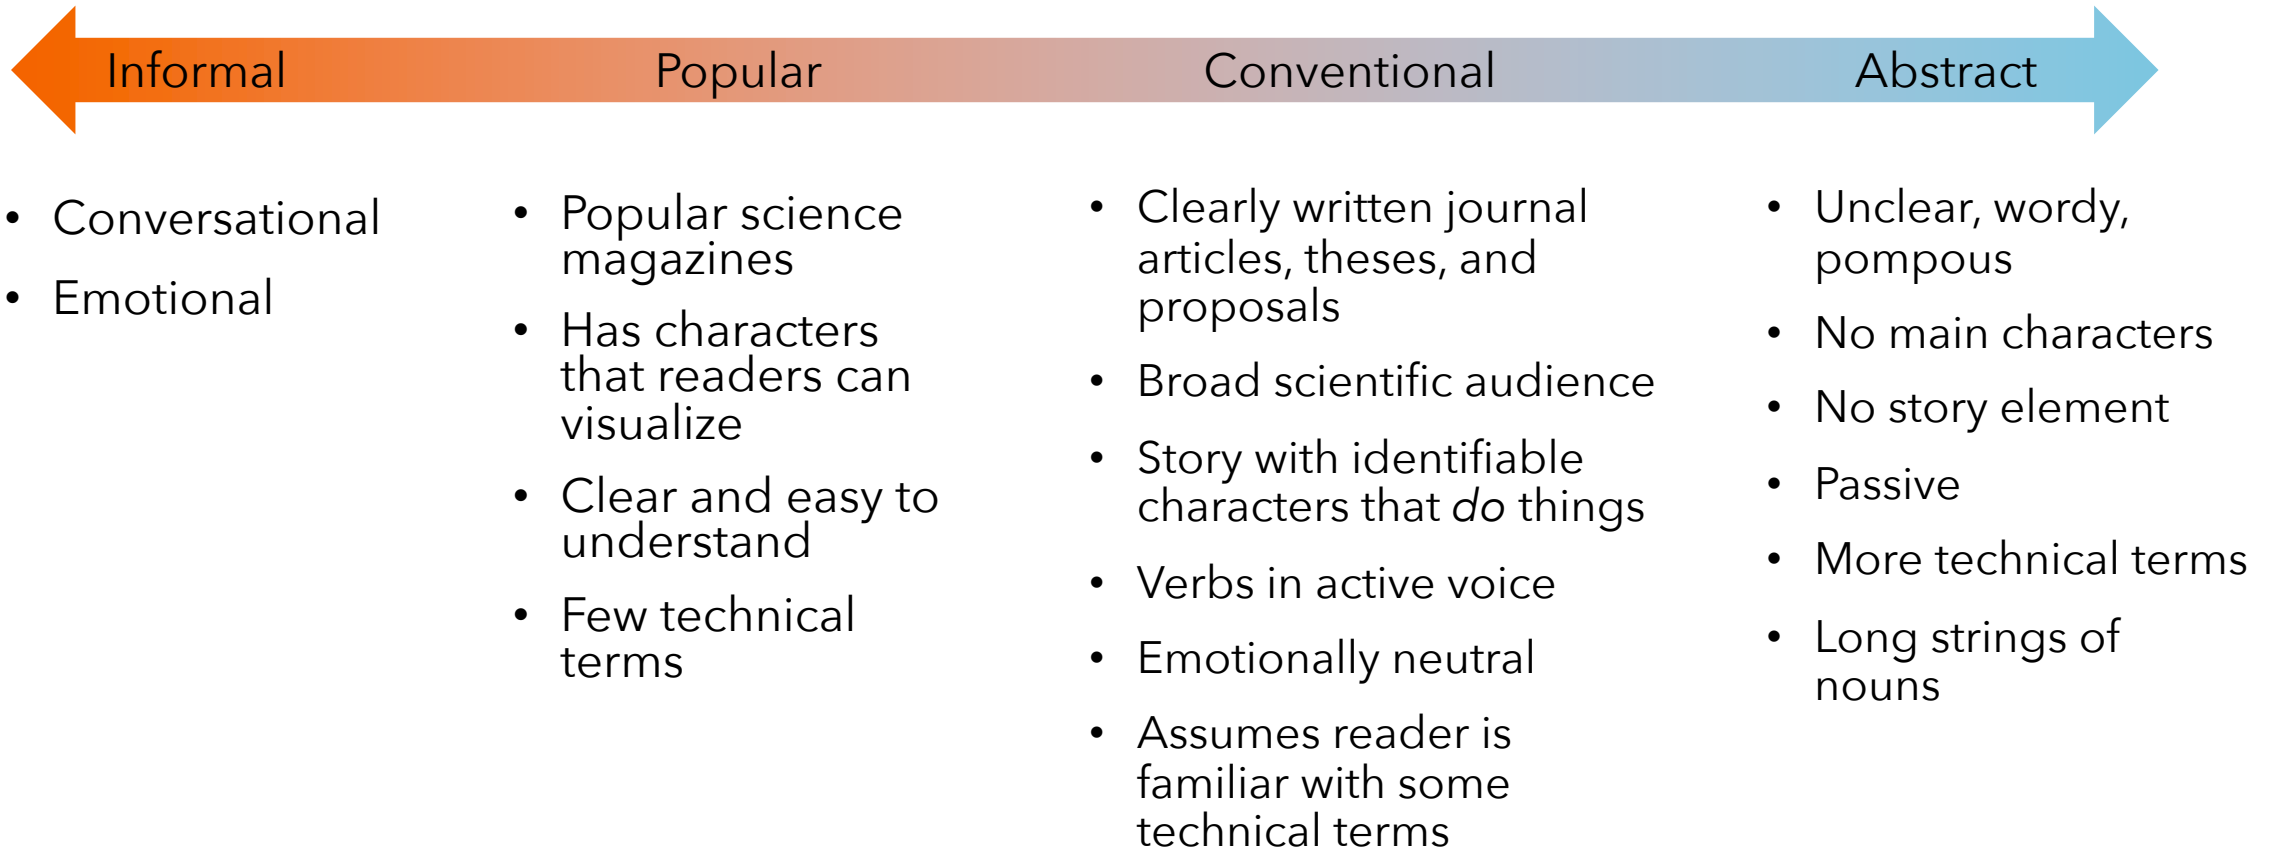 Informal
Popular
Conventional
Abstract
• Conversational
• Emotional
• Popular science
magazines
• Has characters
that readers can
visualize
• Clear and easy to
understand
• Few technical
terms
• Clearly written journal
articles, theses, and
proposals
• Broad scientific audience
• Story with identifiable
characters that do things
• Verbs in active voice
• Emotionally neutral
• Assumes reader is
familiar with some
technical terms
• Unclear, wordy,
pompous
• No main characters
• No story element
• Passive
• More technical terms
• Long strings of
nouns